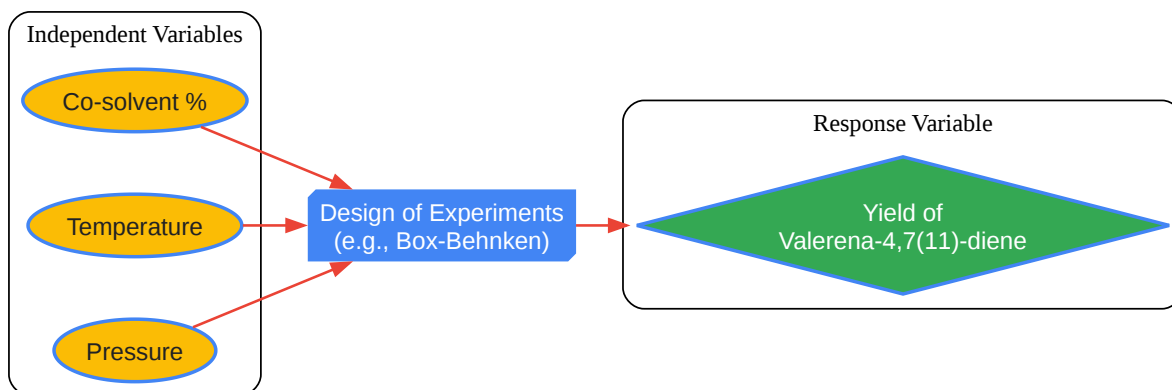 Independent Variables
Co-solvent %
Temperature
Pressure
Design of Experiments
(e.g., Box-Behnken)
Response Variable
Yield of
Valerena-4,7(11)-diene